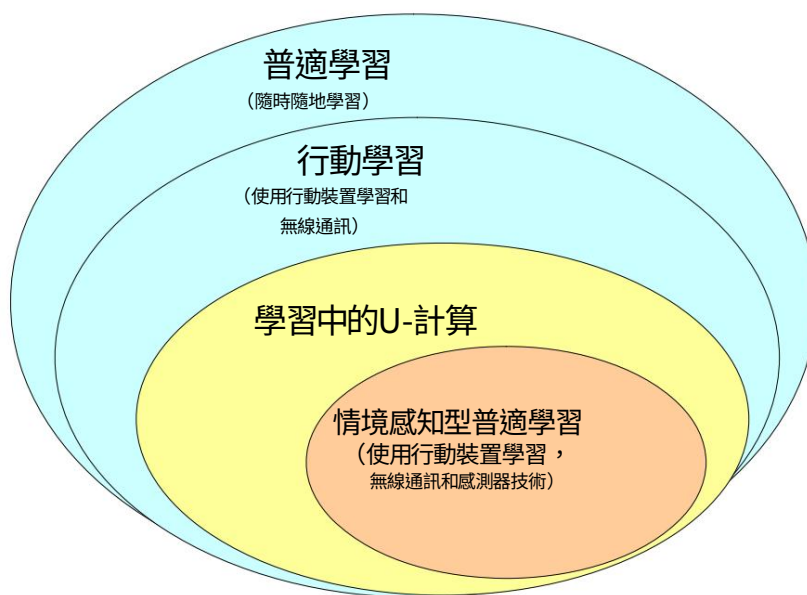 普適學習
（隨時隨地學習）
行動學習
（使用行動裝置學習和
無線通訊）
學習中的U-計算
情境感知型普適學習
（使用行動裝置學習，
無線通訊和感測器技術）